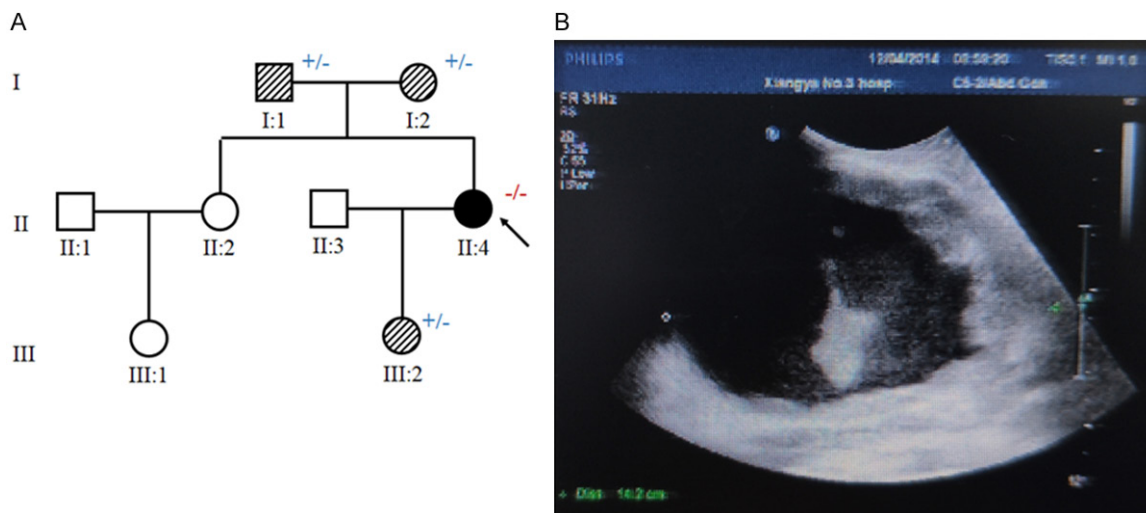 A
B
I
+/-
+/-
I:1
I:2
II
-/-
II:1
II:2
II:3
II:4
III
+/-
III:1
III:2
PHILIPS
12/04/2014
Xiangya No.3 hosp
FR 31Hz
2D
Dist 14.2 cm